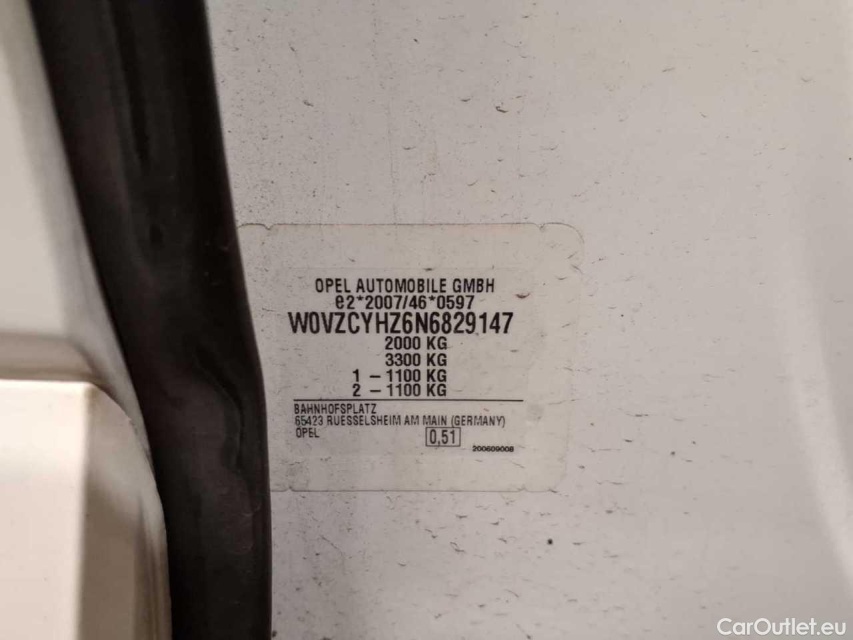 OPEL AUTOMOBILE GMBH
e2*2007/46*0597
W0VZCYHZ6N6829147
2000 KG
3300 KG
1 – 1100 KG
2 – 1100 KG
BAHNHOFSPLATZ
65423 RUESSELSHEIM AM MAIN (GERMANY)
OPEL 0,51
200609008
CarOutlet.eu